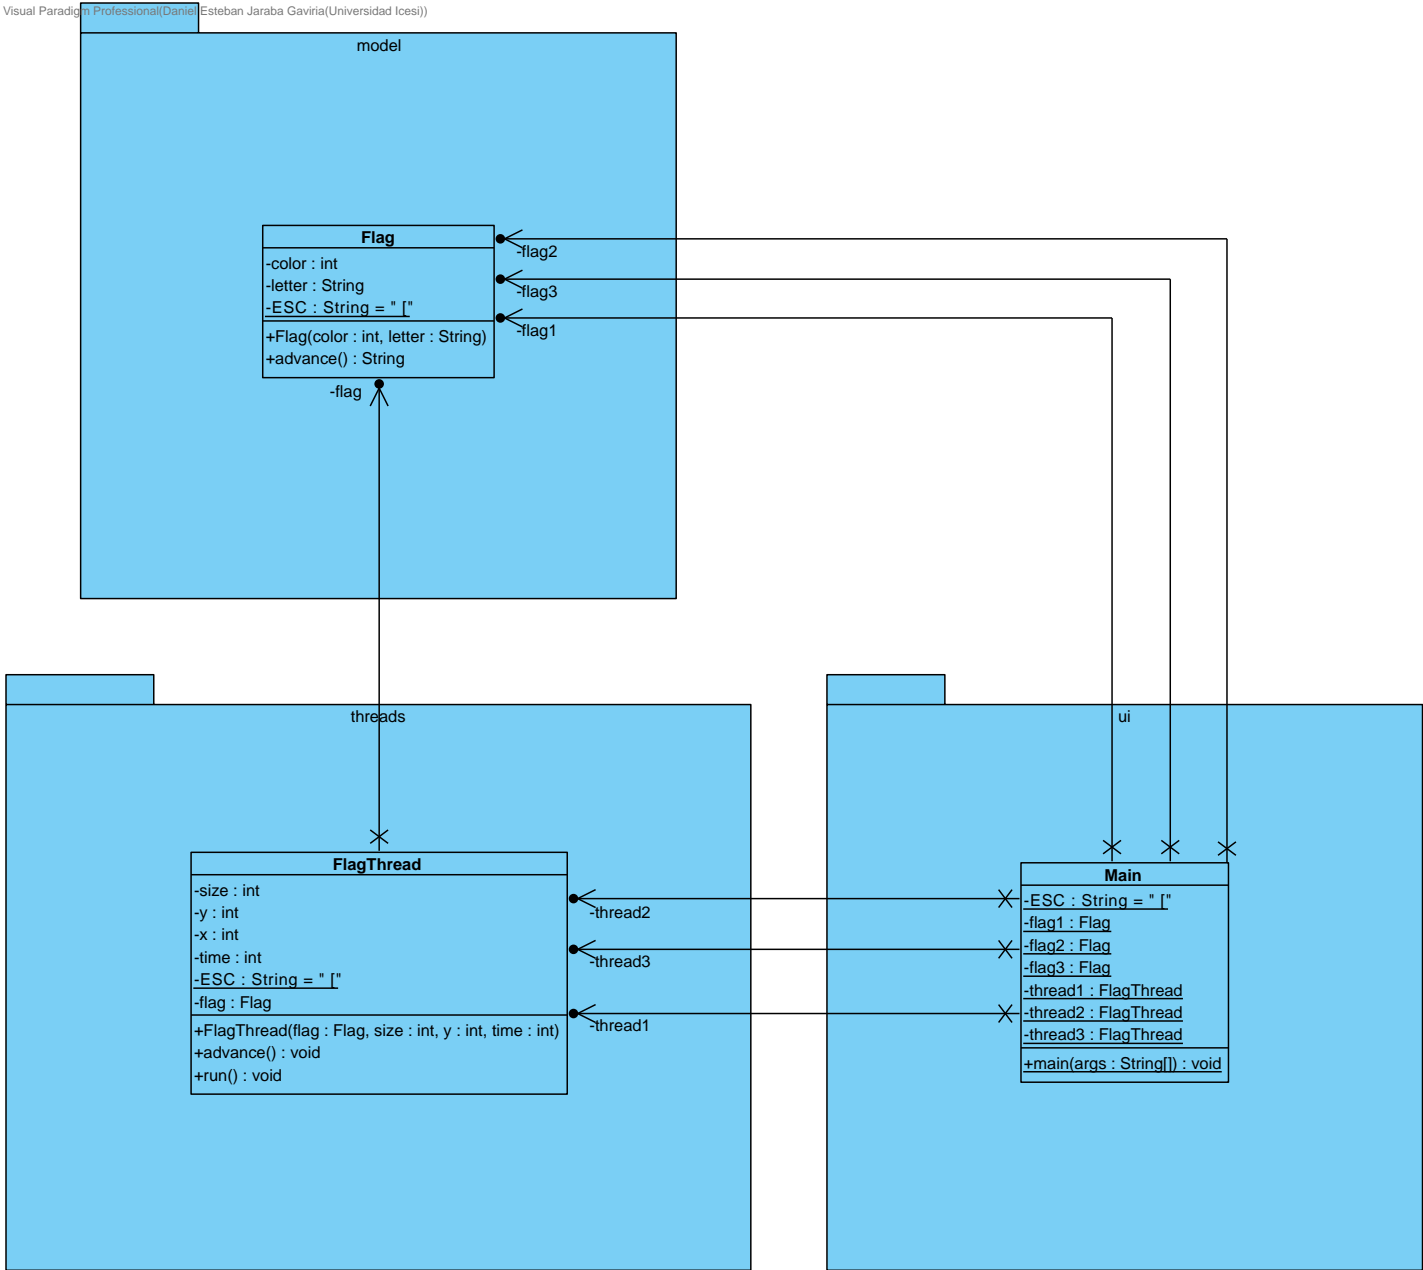 Visual Paradigm Professional(Daniel Esteban Jaraba Gaviria(Universidad Icesi))
model
Flag
-color : int
-letter : String
-ESC : String = " ["
+Flag(color : int, letter : String)
+advance() : String
-flag2
-flag3
-flag1
-flag
threads
FlagThread
-size : int
-y : int
-x : int
-time : int
-ESC : String = " ["
-flag : Flag
+FlagThread(flag : Flag, size : int, y : int, time : int)
+advance() : void
+run() : void
-thread2
-thread3
-thread1
ui
Main
-ESC : String = " ["
-flag1 : Flag
-flag2 : Flag
-flag3 : Flag
-thread1 : FlagThread
-thread2 : FlagThread
-thread3 : FlagThread
+main(args : String[]) : void